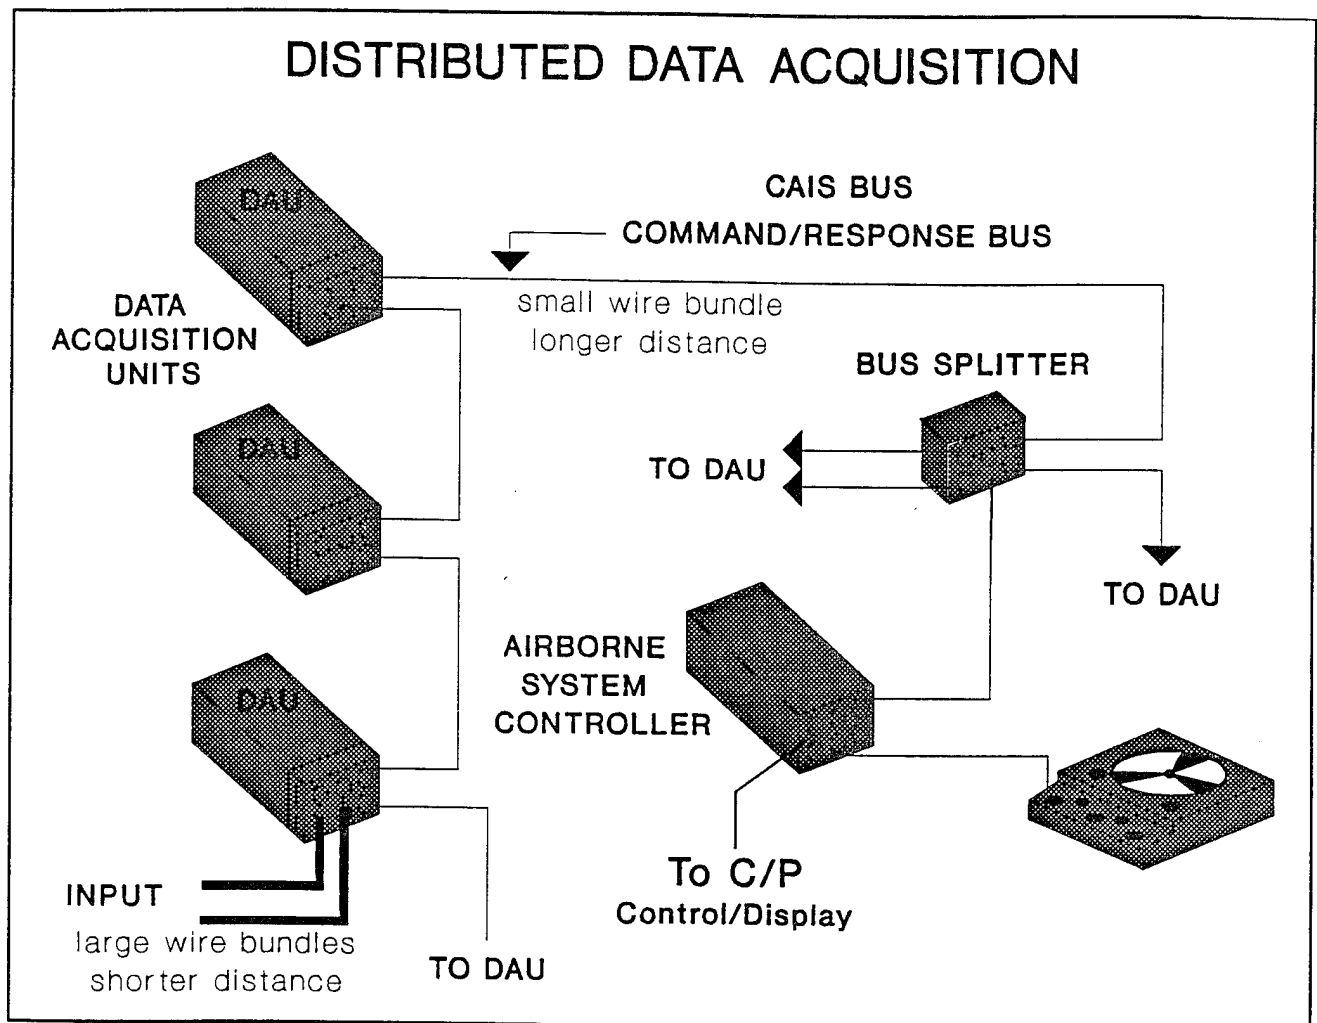 DISTRIBUTED DATA ACQUISITION
DAU
CAIS BUS
COMMAND/RESPONSE BUS
small wire bundle
longer distance
DATA
ACQUISITION
UNITS
BUS SPLITTER
DAU
TO DAU
TO DAU
AIRBORNE
SYSTEM
CONTROLLER
DAU
To C/P
Control/Display
INPUT
large wire bundles
shorter distance
TO DAU